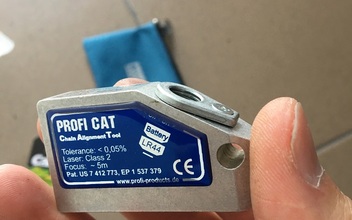 PROFI CAT
Chain Alignment Tool
Tolerance: < 0,05%
Laser: Class 2
Focus: ~ 5m
Pat. US 7 412 773, EP 1 537 379
www.profi-products.de
Battery
LR44
CE